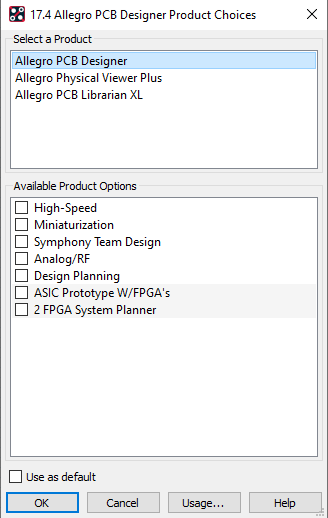 17.4 Allegro PCB Designer Product Choices
Select a Product
Allegro PCB Designer
Allegro Physical Viewer Plus
Allegro PCB Librarian XL
Available Product Options
High-Speed
Miniaturization
Symphony Team Design
Analog/RF
Design Planning
ASIC Prototype W/FPGA's
2 FPGA System Planner
Use as default
OK Cancel Usage... Help